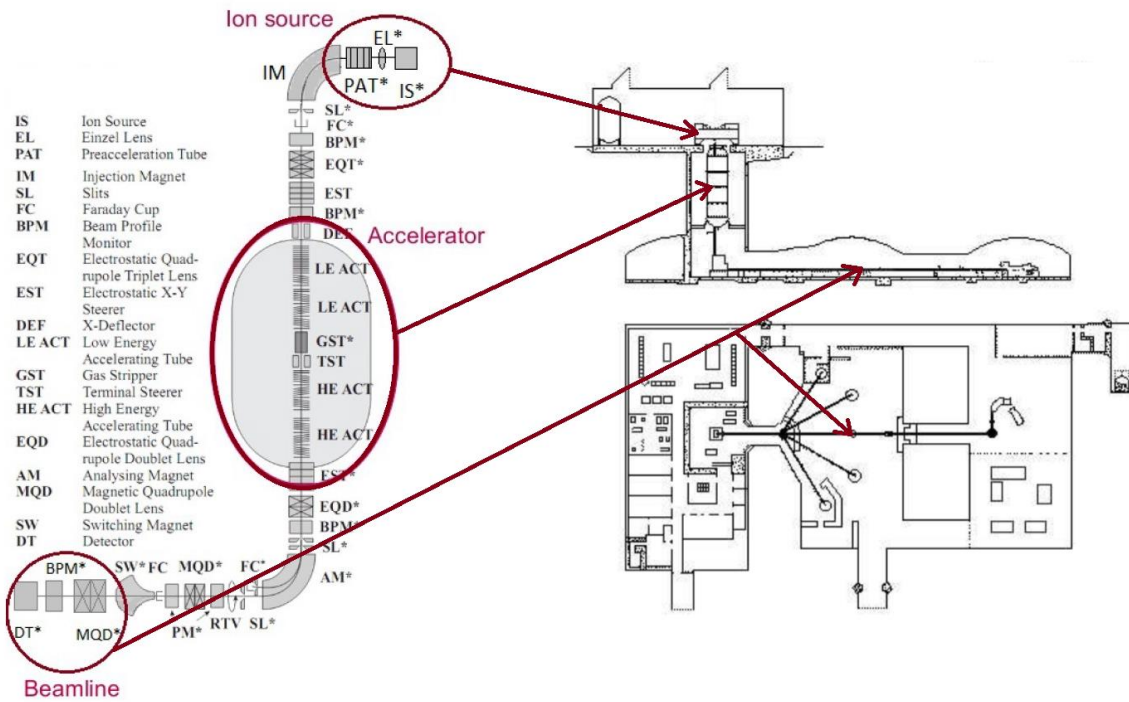 Ion source
EL*
IM
PAT*
IS*
SL*
FC*
BPM*
EQT*
EST
BPM*
DEF
Accelerator
LE ACT
LE ACT
GST*
TST
HE ACT
HE ACT
EST*
EQD*
BPM*
SL*
AM*
IS Ion Source
EL Einzel Lens
PAT Preacceleration Tube
IM Injection Magnet
SL Slits
FC Faraday Cup
BPM Beam Profile
Monitor
EQT Electrostatic Quad-
rupole Triplet Lens
EST Electrostatic X-Y
Steerer
DEF X-Deflector
LE ACT Low Energy
Accelerating Tube
GST Gas Stripper
TST Terminal Steerer
HE ACT High Energy
Accelerating Tube
EQD Electrostatic Quad-
rupole Doublet Lens
AM Analysing Magnet
MQD Magnetic Quadrupole
Doublet Lens
SW Switching Magnet
DT Detector
BPM* SW* FC MQD* FC*
DT* MQD* PM* RTV SL*
Beamline